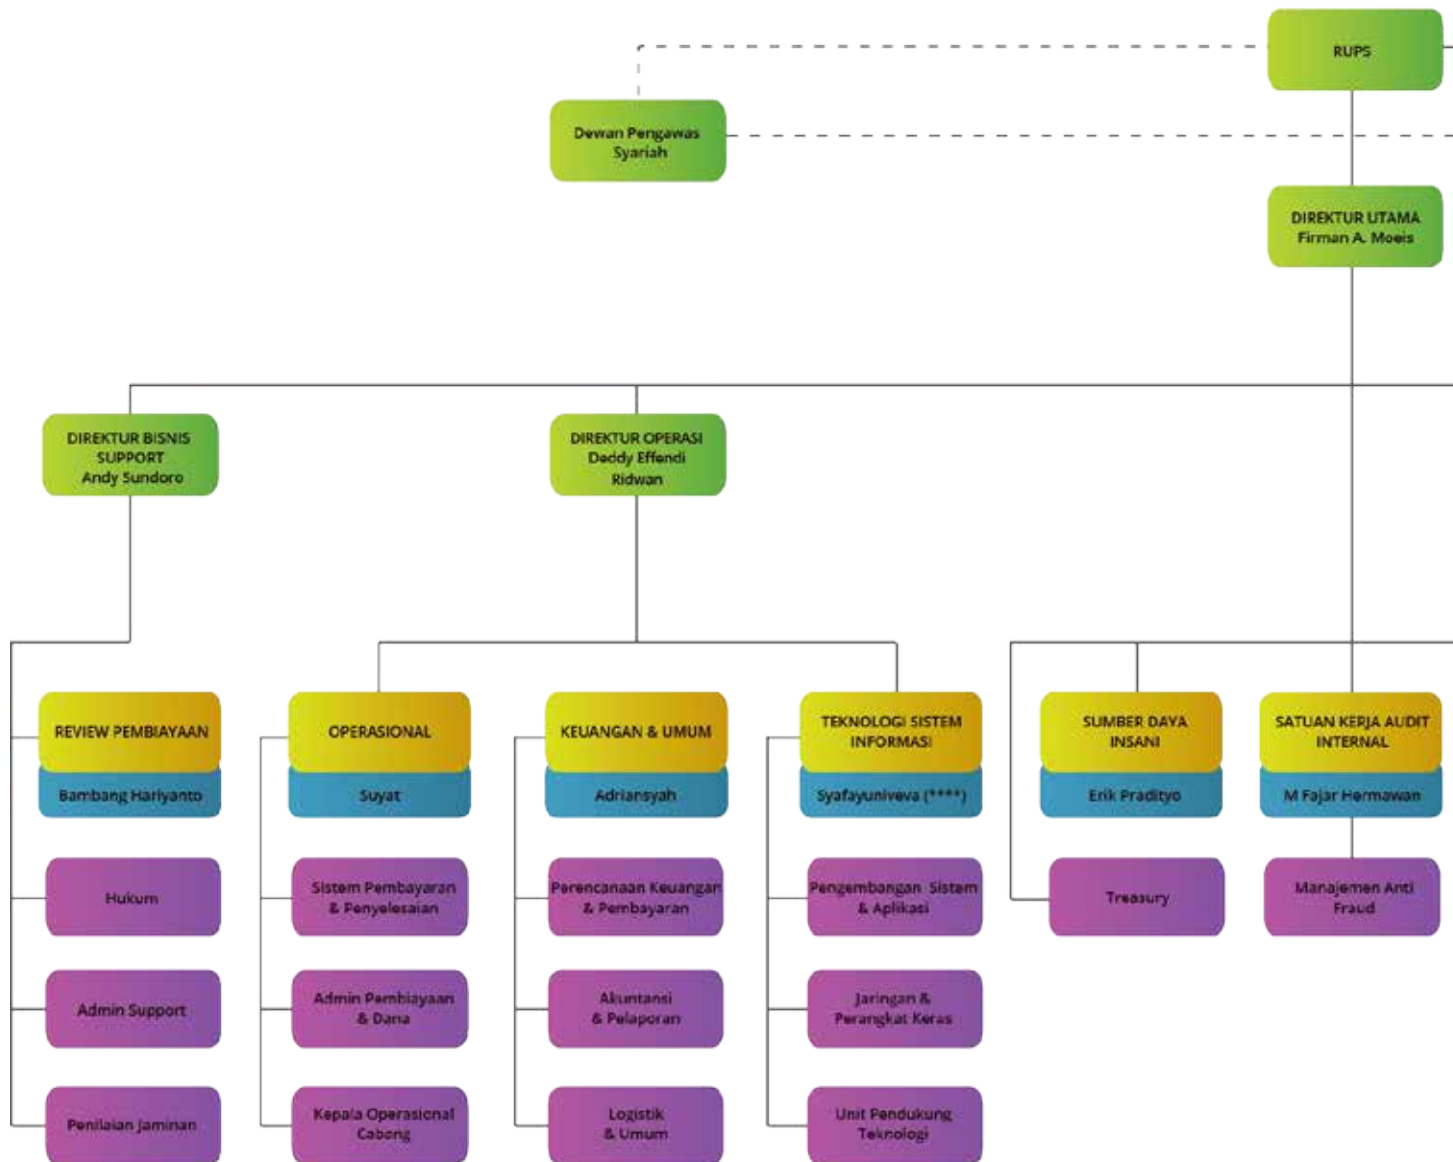 RUPS
Dewan Pengawas
Syariah
DIREKTUR UTAMA
Firman A. Moeis
DIREKTUR BISNIS
SUPPORT
Andy Sundoro
DIREKTUR OPERASI
Deddy Effendi
Ridwan
REVIEW PEMBIAYAAN
Bambang Hariyanto
OPERASIONAL
Suyat
KEUANGAN & UMUM
Adriansyah
TEKNOLOGI SISTEM
INFORMASI
Syafayuniveva (****)
SUMBER DAYA
INSANI
Erik Pradityo
SATUAN KERJA AUDIT
INTERNAL
M Fajar Hermawan
Hukum
Sistem Pembayaran
& Penyelesaian
Perencanaan Keuangan
& Pembayaran
Pengembangan Sistem
& Aplikasi
Treasury
Manajemen Anti
Fraud
Admin Support
Admin Pembiayaan
& Dana
Akuntansi
& Pelaporan
Jaringan &
Perangkat Keras
Penilaian Jaminan
Kepala Operasional
Cabang
Logistik
& Umum
Unit Pendukung
Teknologi